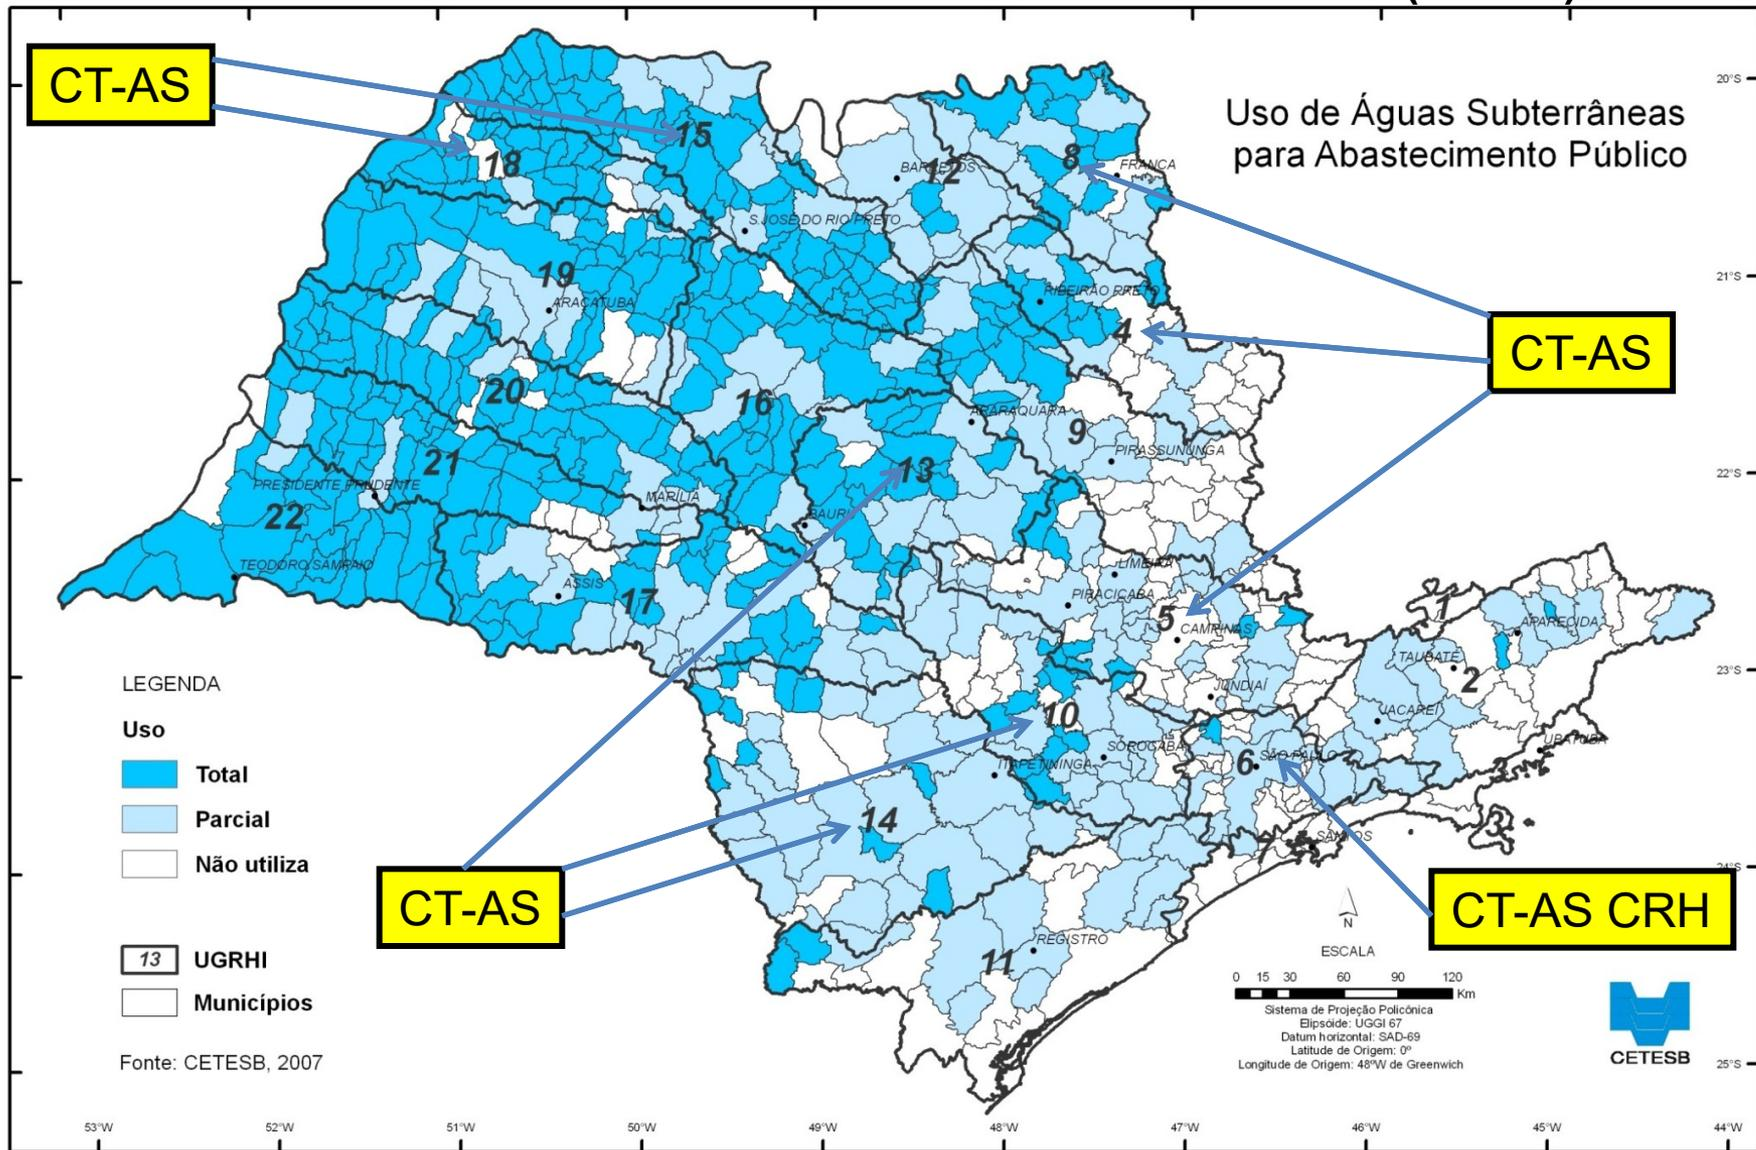 Uso de Águas Subterrâneas
para Abastecimento Público
CT-AS
CT-AS
CT-AS
CT-AS CRH
20°S
21°S
22°S
23°S
24°S
25°S
15
18
12
8
19
4
20
16
9
13
21
22
17
5
1
2
10
6
14
3
7
11
BARRETOS
FRANCA
S.JOSÉ DO RIO PRETO
RIBEIRÃO PRETO
ARAÇATUBA
ARARAQUARA
PIRASSUNUNGA
PRESIDENTE PRUDENTE
MARÍLIA
BAURU
TEODORO SAMPAIO
ASSIS
LIMEIRA
PIRACICABA
CAMPINAS
APARECIDA
TAUBATÉ
JUNDIAÍ
JACAREÍ
UBATUBA
SOROCABA
SÃO PAULO
ITAPETININGA
SANTOS
REGISTRO
LEGENDA
Uso
Total
Parcial
Não utiliza
13 UGRHI
Municípios
Fonte: CETESB, 2007
N
ESCALA
0 15 30 60 90 120
Km
Sistema de Projeção Policônica
Elipsóide: UGGI 67
Datum horizontal: SAD-69
Latitude de Origem: 0º
Longitude de Origem: 48ºW de Greenwich
CETESB
53°W 52°W 51°W 50°W 49°W 48°W 47°W 46°W 45°W 44°W